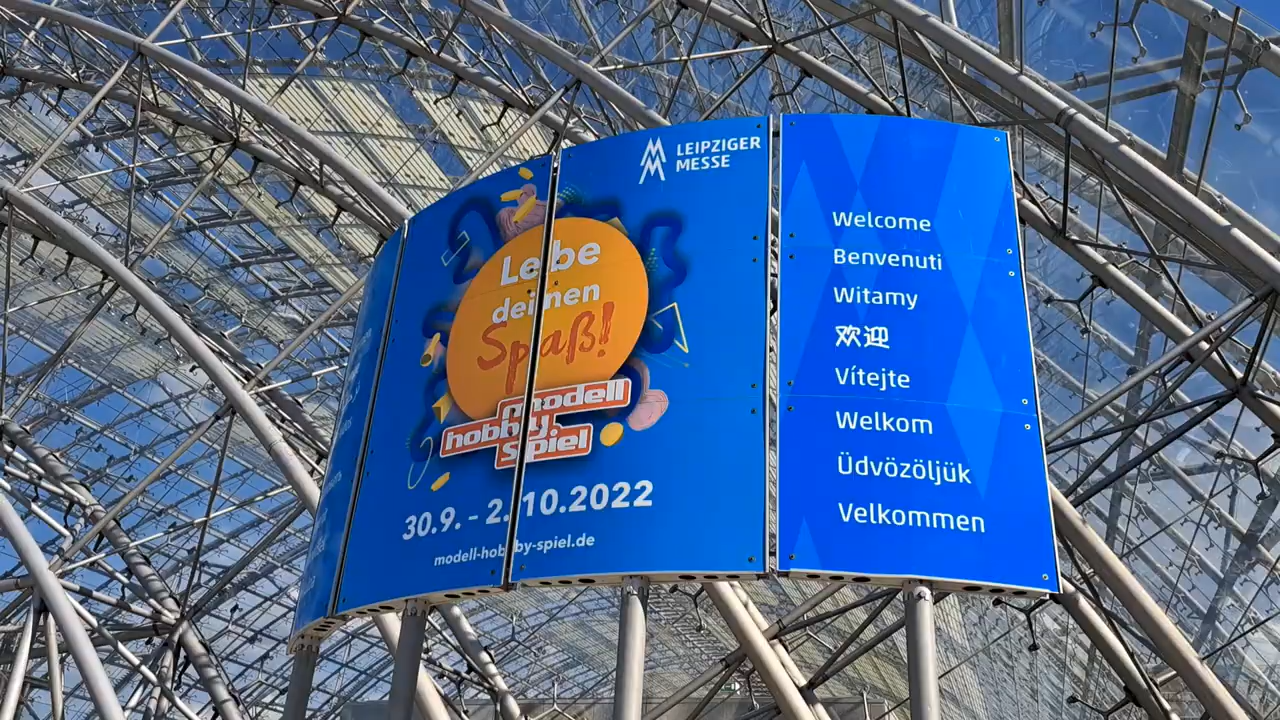 LEIPZIGER
MESSE
Lebe
deinen
Spaß!
modell
hobby
spiel
30.9. - 2.10.2022
modell-hobby-spiel.de
Welcome
Benvenuti
Witamy
欢迎
Vítejte
Welkom
Üdvözöljük
Velkommen